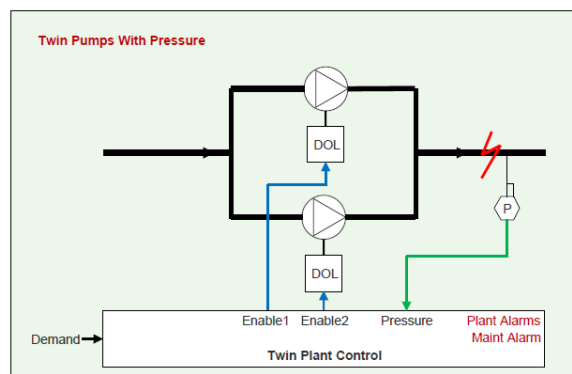 Twin Pumps With Pressure
DOL
P
DOL
Enable1 Enable2 Pressure Plant Alarms
Maint Alarm
Demand
Twin Plant Control